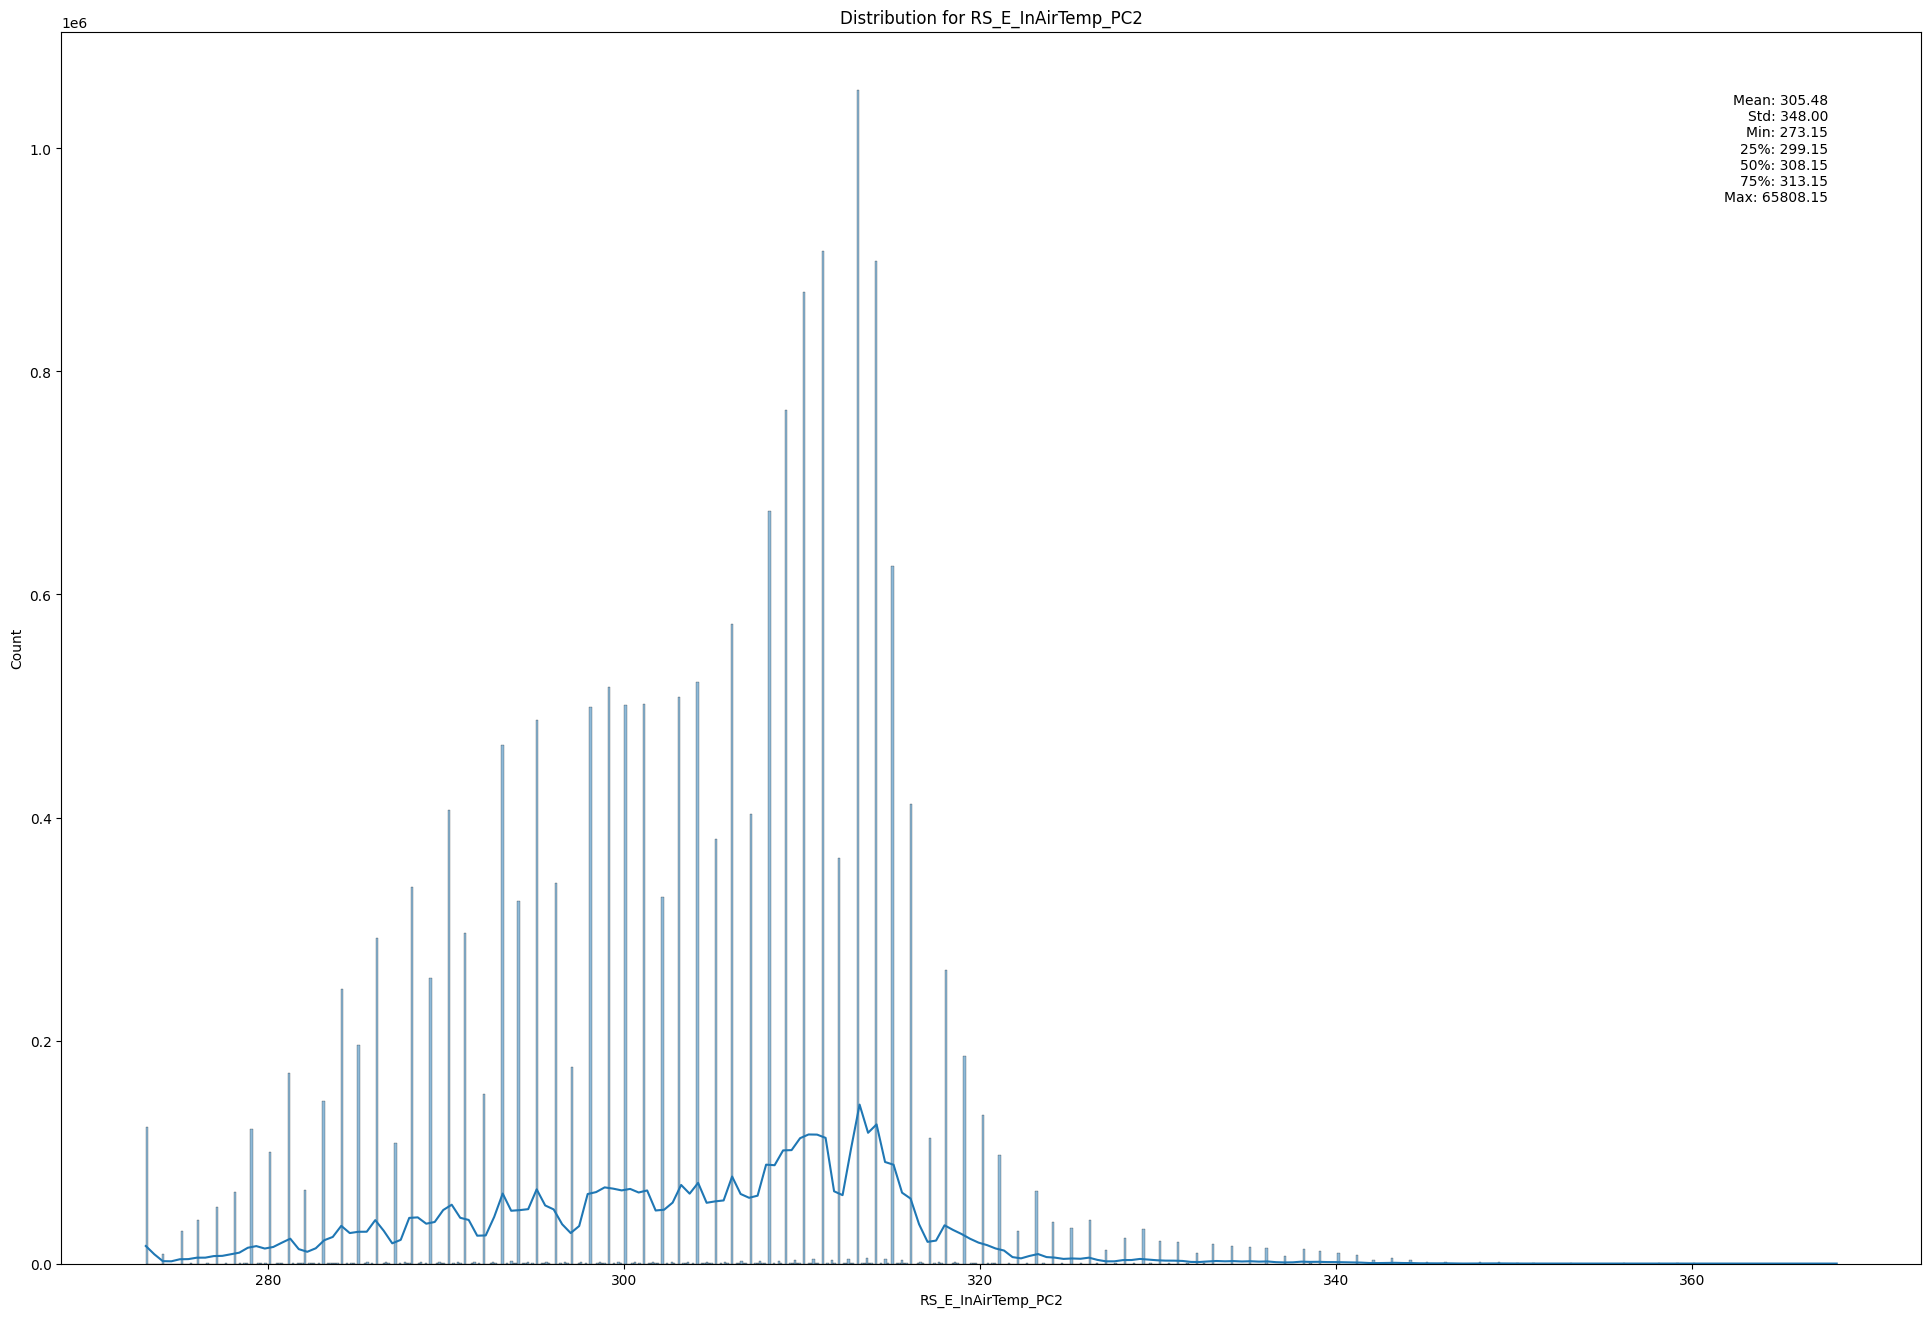 Distribution for RS_E_InAirTemp_PC2
1e6
Mean: 305.48
Std: 348.00
Min: 273.15
25%: 299.15
50%: 308.15
75%: 313.15
Max: 65808.15
1.0
0.8
0.6
0.4
0.2
0.0
Count
280
300
320
340
360
RS_E_InAirTemp_PC2